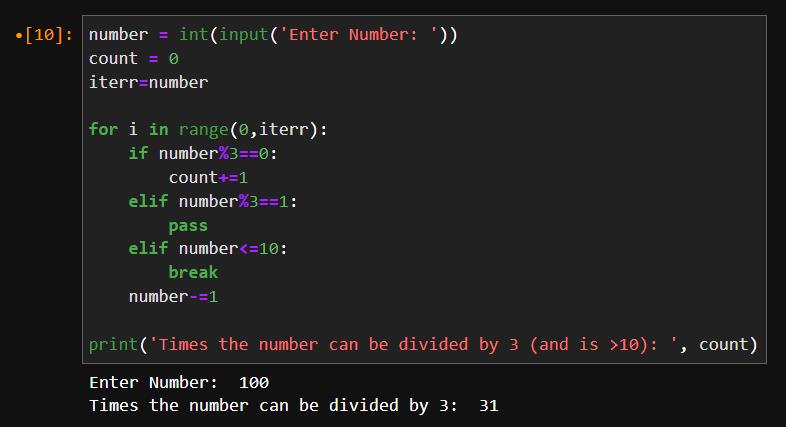 •[10]: number = int(input('Enter Number: '))
count = 0
iterr=number
for i in range(0,iterr):
    if number%3==0:
        count+=1
    elif number%3==1:
        pass
    elif number<=10:
        break
    number-=1
print('Times the number can be divided by 3 (and is >10): ', count)
Enter Number:  100
Times the number can be divided by 3:  31